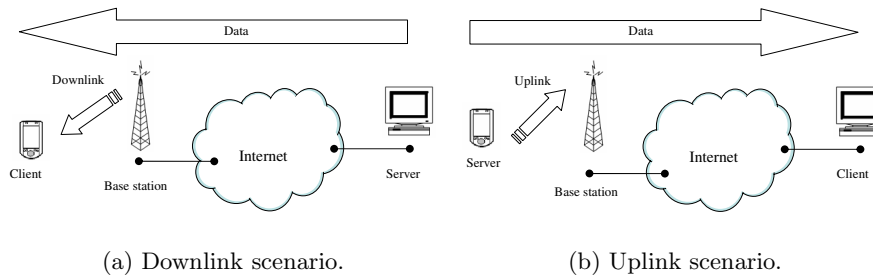 Data
Downlink
Client
Base station
Internet
Server
(a) Downlink scenario.
Data
Uplink
Server
Base station
Internet
Client
(b) Uplink scenario.